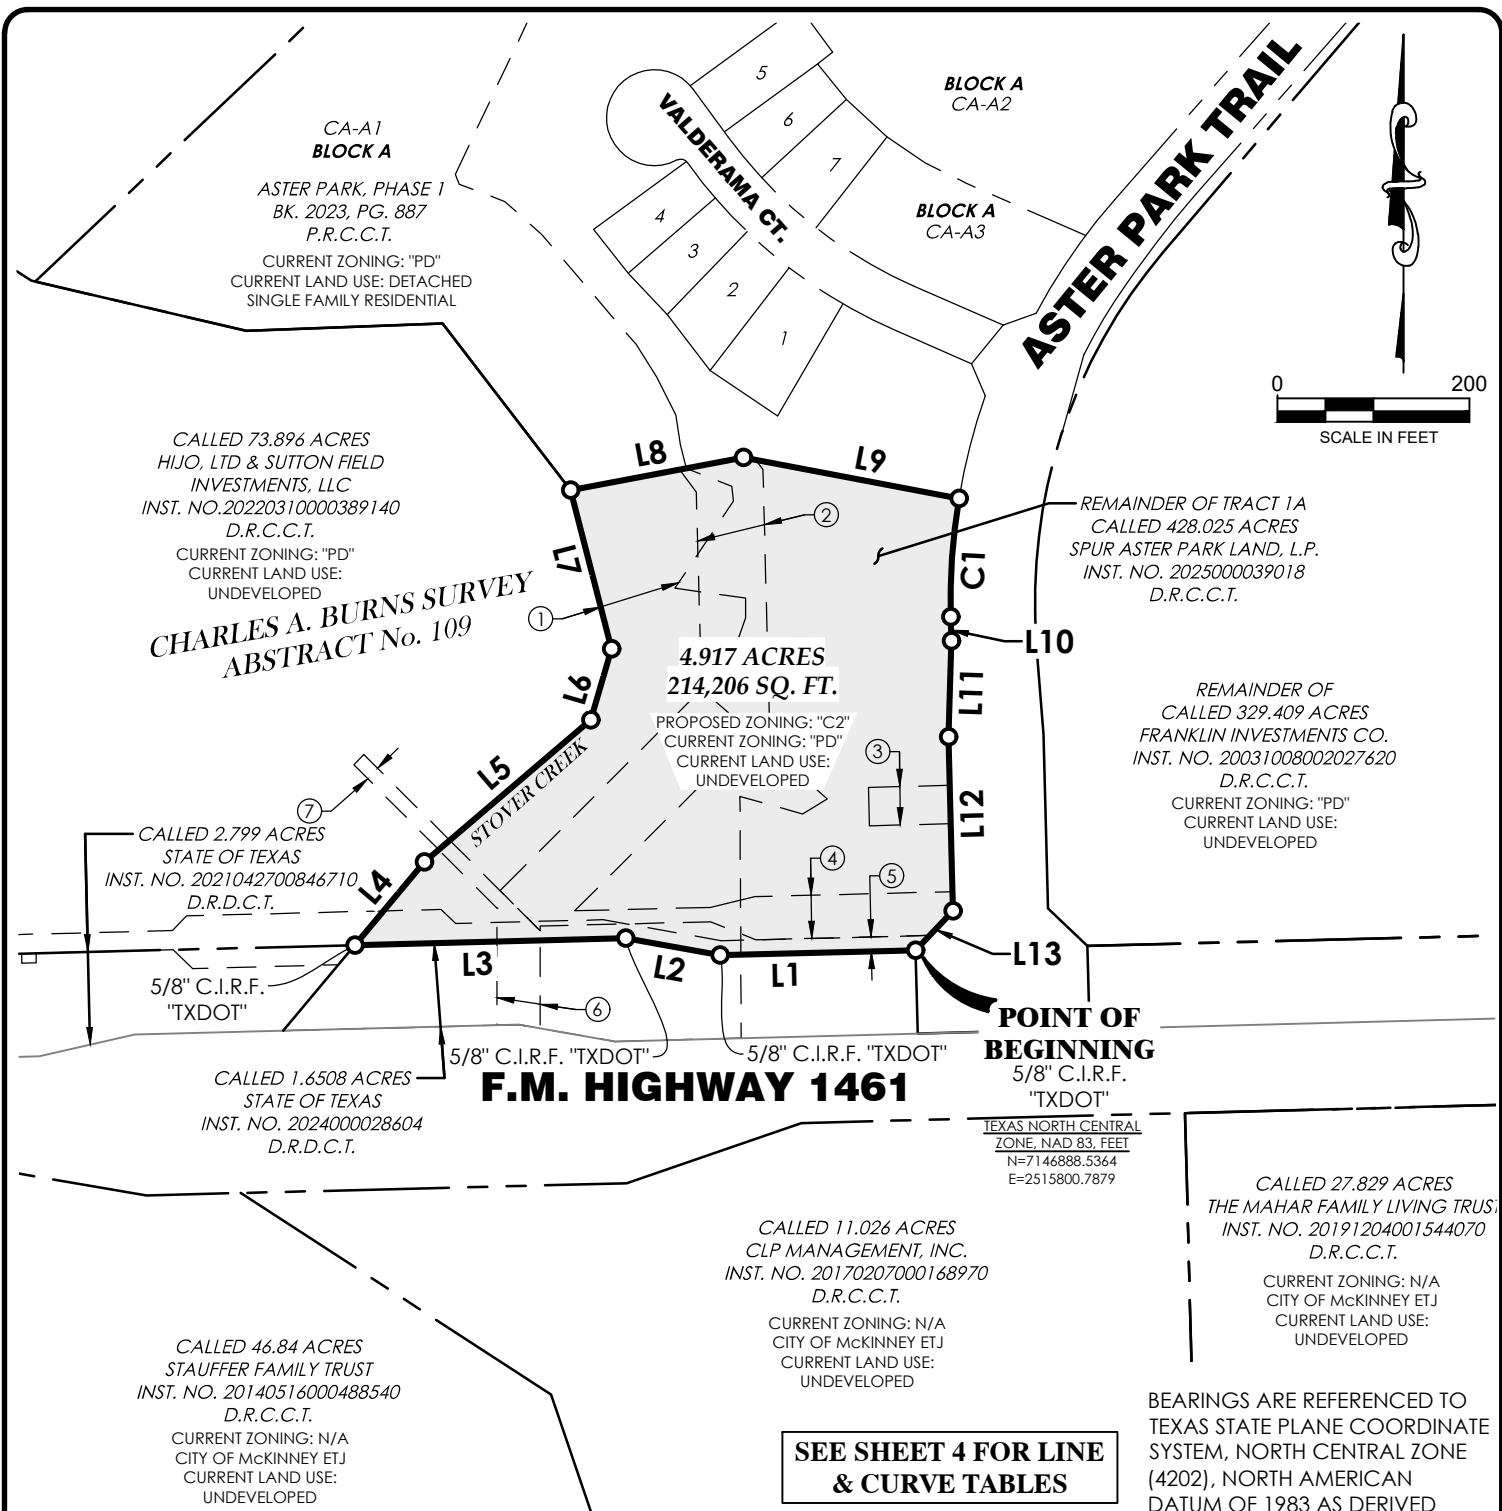 5
6
7
4
3
2
1
VALDERAMA CT.
BLOCK A
CA-A2
BLOCK A
CA-A3
ASTER PARK TRAIL
CA-A1
BLOCK A
ASTER PARK, PHASE 1
BK. 2023, PG. 887
P.R.C.C.T.
CURRENT ZONING: "PD"
CURRENT LAND USE: DETACHED
SINGLE FAMILY RESIDENTIAL
0 200
SCALE IN FEET
CALLED 73.896 ACRES
HIJO, LTD & SUTTON FIELD
INVESTMENTS, LLC
INST. NO.20220310000389140
D.R.C.C.T.
CURRENT ZONING: "PD"
CURRENT LAND USE:
UNDEVELOPED
CHARLES A. BURNS SURVEY
ABSTRACT No. 109
L8
L9
L7
C1
L10
L11
L6
L5
L12
L4
L3
L2
L1
L13
1
2
3
4
5
6
7
STOVER CREEK
REMAINDER OF TRACT 1A
CALLED 428.025 ACRES
SPUR ASTER PARK LAND, L.P.
INST. NO. 2025000039018
D.R.C.C.T.
4.917 ACRES
214,206 SQ. FT.
PROPOSED ZONING: "C2"
CURRENT ZONING: "PD"
CURRENT LAND USE:
UNDEVELOPED
REMAINDER OF
CALLED 329.409 ACRES
FRANKLIN INVESTMENTS CO.
INST. NO. 20031008002027620
D.R.C.C.T.
CURRENT ZONING: "PD"
CURRENT LAND USE:
UNDEVELOPED
CALLED 2.799 ACRES
STATE OF TEXAS
INST. NO. 2021042700846710
D.R.D.C.T.
5/8" C.I.R.F.
"TXDOT"
5/8" C.I.R.F. "TXDOT"
5/8" C.I.R.F. "TXDOT"
POINT OF
BEGINNING
5/8" C.I.R.F.
"TXDOT"
TEXAS NORTH CENTRAL
ZONE, NAD 83, FEET
N=7146888.5364
E=2515800.7879
F.M. HIGHWAY 1461
CALLED 1.6508 ACRES
STATE OF TEXAS
INST. NO. 2024000028604
D.R.D.C.T.
CALLED 27.829 ACRES
THE MAHAR FAMILY LIVING TRUST
INST. NO. 20191204001544070
D.R.C.C.T.
CURRENT ZONING: N/A
CITY OF McKINNEY ETJ
CURRENT LAND USE:
UNDEVELOPED
CALLED 11.026 ACRES
CLP MANAGEMENT, INC.
INST. NO. 20170207000168970
D.R.C.C.T.
CURRENT ZONING: N/A
CITY OF McKINNEY ETJ
CURRENT LAND USE:
UNDEVELOPED
CALLED 46.84 ACRES
STAUFFER FAMILY TRUST
INST. NO. 20140516000488540
D.R.C.C.T.
CURRENT ZONING: N/A
CITY OF McKINNEY ETJ
CURRENT LAND USE:
UNDEVELOPED
SEE SHEET 4 FOR LINE
& CURVE TABLES
BEARINGS ARE REFERENCED TO
TEXAS STATE PLANE COORDINATE
SYSTEM, NORTH CENTRAL ZONE
(4202), NORTH AMERICAN
DATUM OF 1983 AS DERIVED